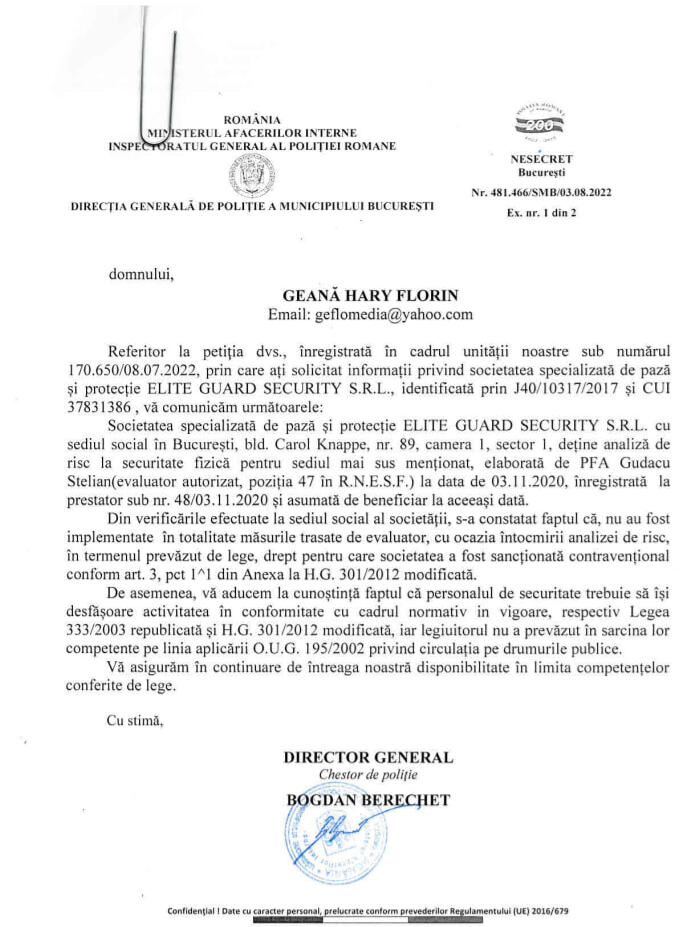 ROMÂNIA
MINISTERUL AFACERILOR INTERNE
INSPECTORATUL GENERAL AL POLIȚIEI ROMANE
DIRECȚIA GENERALĂ DE POLIȚIE A MUNICIPIULUI BUCUREȘTI
200
NESECRET
București
Nr. 481.466/SMB/03.08.2022
Ex. nr. 1 din 2
domnului,
GEANĂ HARY FLORIN
Email: geflomedia@yahoo.com
Referitor la petiția dvs., înregistrată în cadrul unității noastre sub numărul
170.650/08.07.2022, prin care ați solicitat informații privind societatea specializată de pază
și protecție ELITE GUARD SECURITY S.R.L., identificată prin J40/10317/2017 și CUI
37831386 , vă comunicăm următoarele:
Societatea specializată de pază și protecție ELITE GUARD SECURITY S.R.L. cu
sediul social în București, bld. Carol Knappe, nr. 89, camera 1, sector 1, deține analiză de
risc la securitate fizică pentru sediul mai sus menționat, elaborată de PFA Gudacu
Stelian(evaluator autorizat, poziția 47 în R.N.E.S.F.) la data de 03.11.2020, înregistrată la
prestator sub nr. 48/03.11.2020 și asumată de beneficiar la aceeași dată.
Din verificările efectuate la sediul social al societății, s-a constatat faptul că, nu au fost
implementate în totalitate măsurile trasate de evaluator, cu ocazia întocmirii analizei de risc,
în termenul prevăzut de lege, drept pentru care societatea a fost sancționată contravențional
conform art. 3, pct 1^1 din Anexa la H.G. 301/2012 modificată.
De asemenea, vă aducem la cunoștință faptul că personalul de securitate trebuie să își
desfășoare activitatea în conformitate cu cadrul normativ in vigoare, respectiv Legea
333/2003 republicată și H.G. 301/2012 modificată, iar legiuitorul nu a prevăzut în sarcina lor
competente pe linia aplicării O.U.G. 195/2002 privind circulația pe drumurile publice.
Vă asigurăm în continuare de întreaga noastră disponibilitate în limita competențelor
conferite de lege.
Cu stimă,
DIRECTOR GENERAL
Chestor de poliție
BOGDAN BERECHET
Confidențial ! Date cu caracter personal, prelucrate conform prevederilor Regulamentului (UE) 2016/679